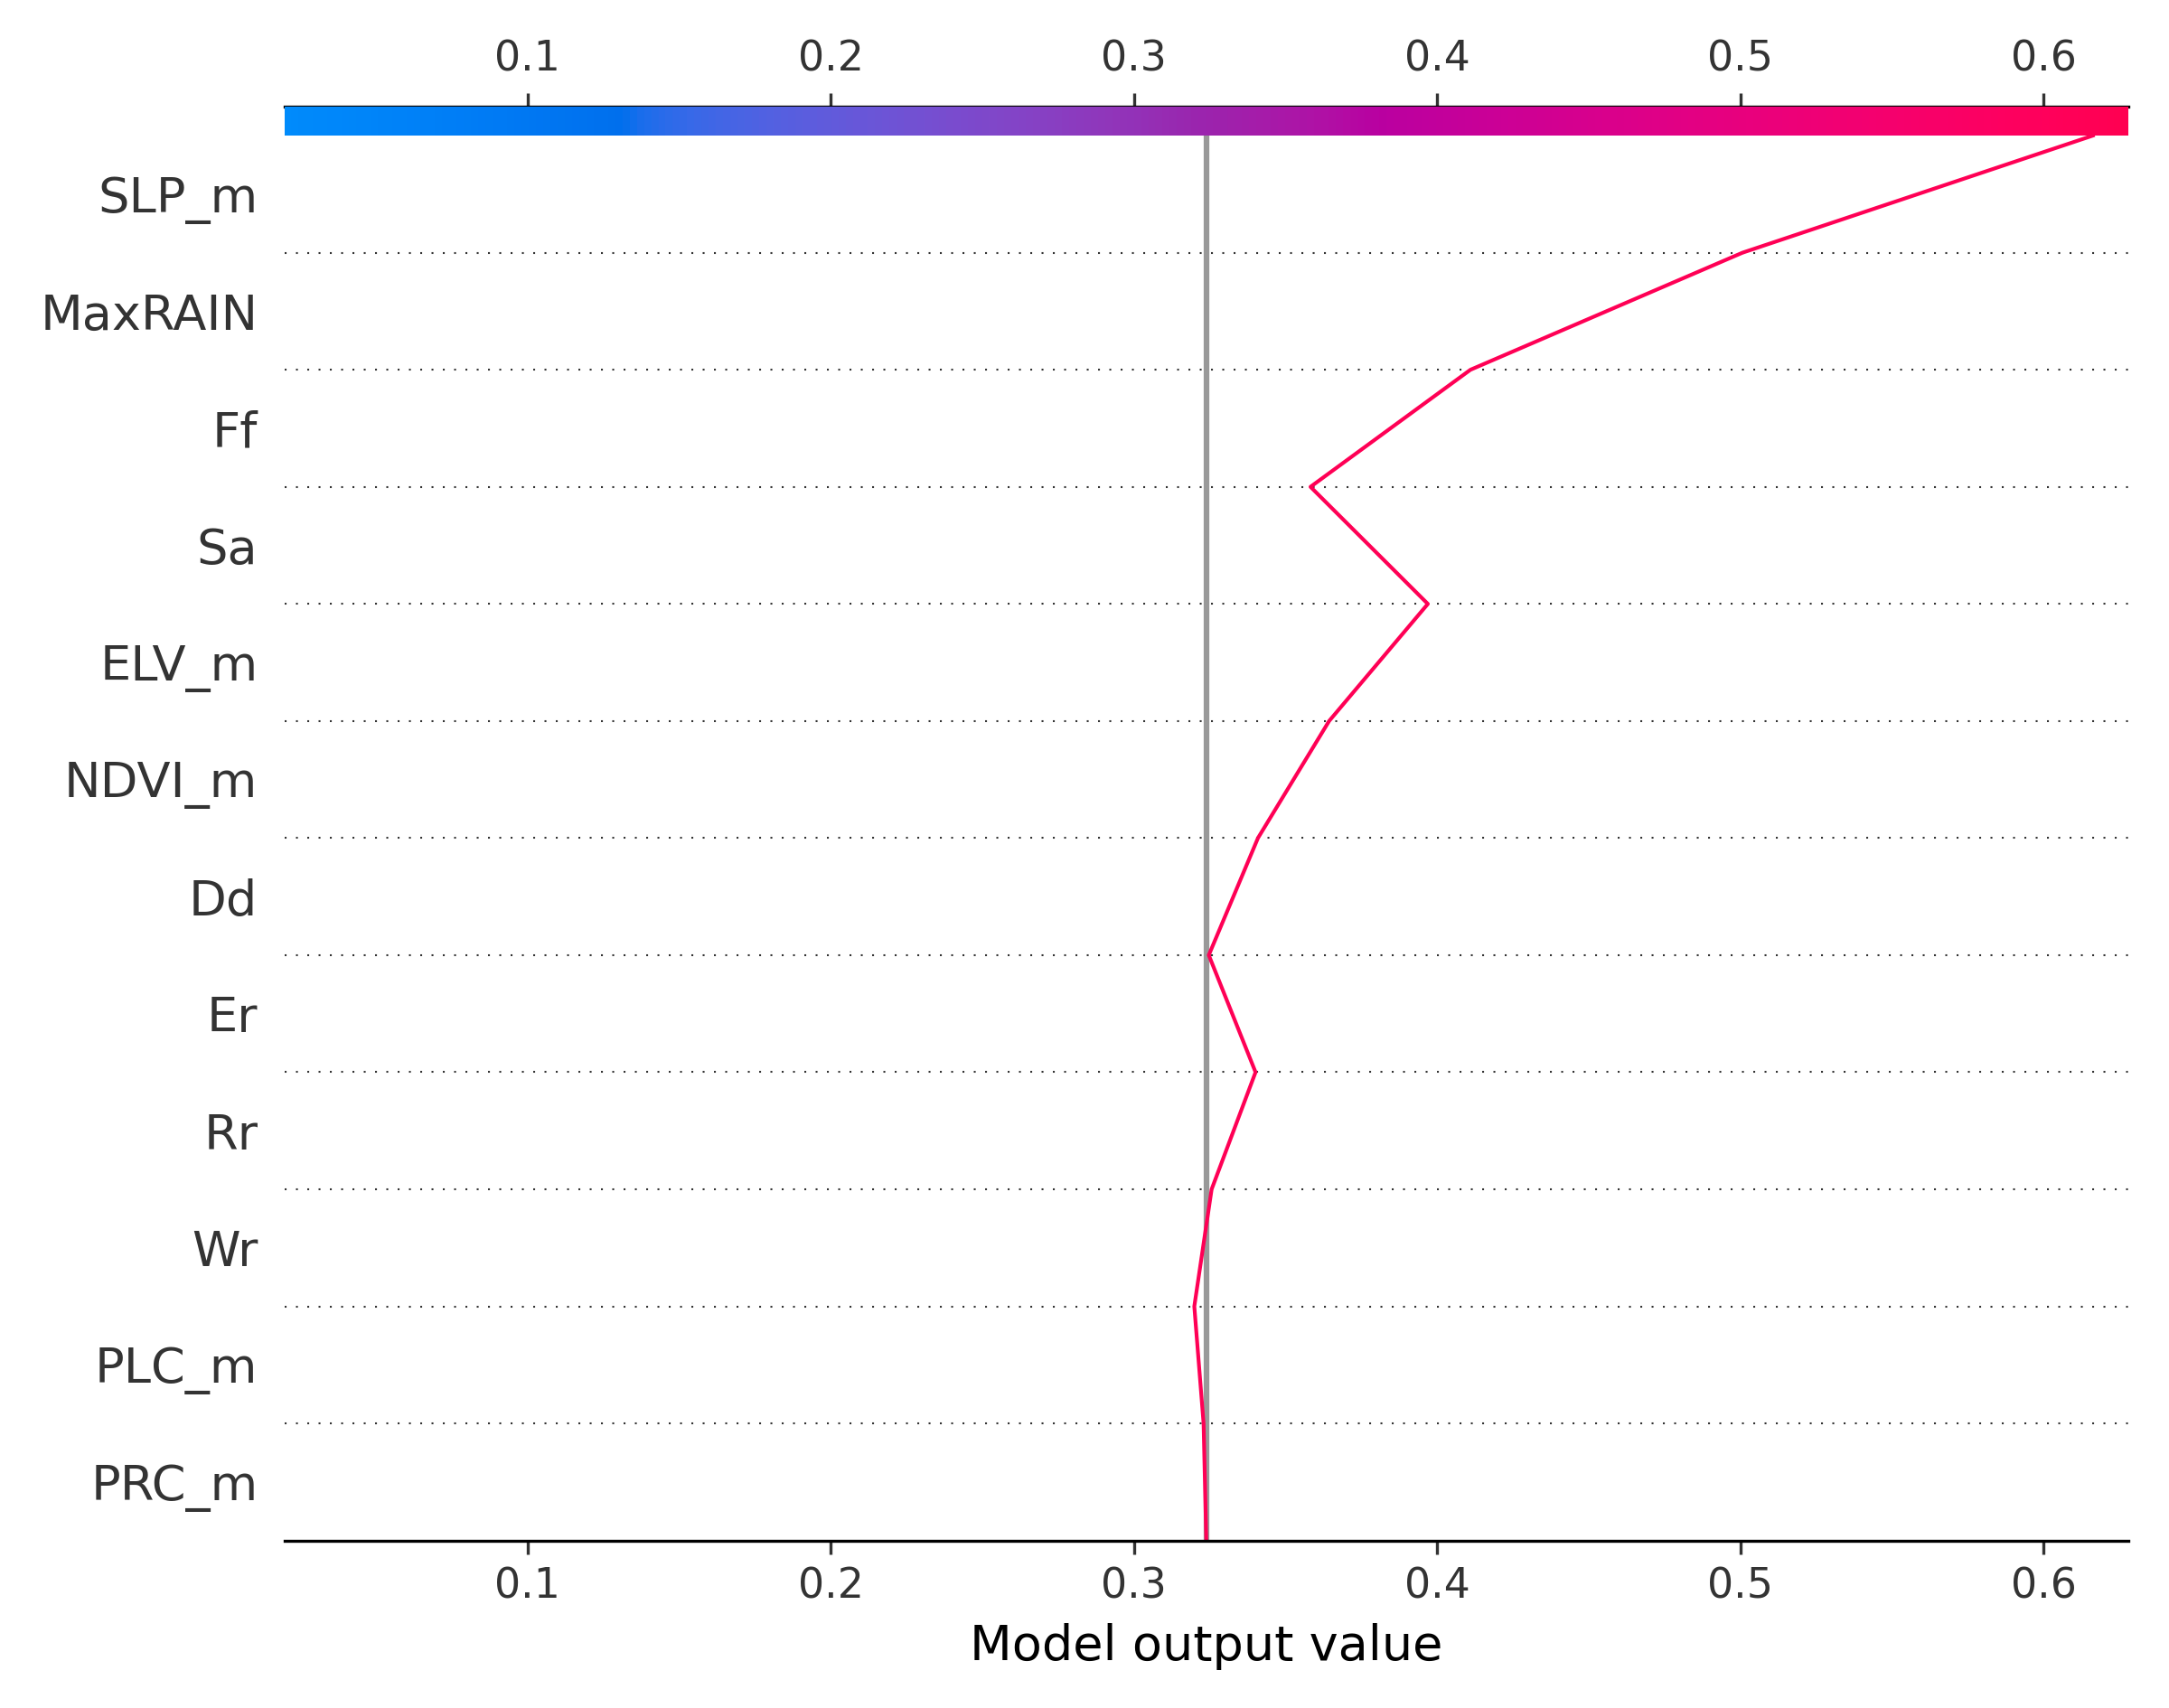 0.1 0.2 0.3 0.4 0.5 0.6
SLP_m
MaxRAIN
Ff
Sa
ELV_m
NDVI_m
Dd
Er
Rr
Wr
PLC_m
PRC_m
0.1 0.2 0.3 0.4 0.5 0.6
Model output value